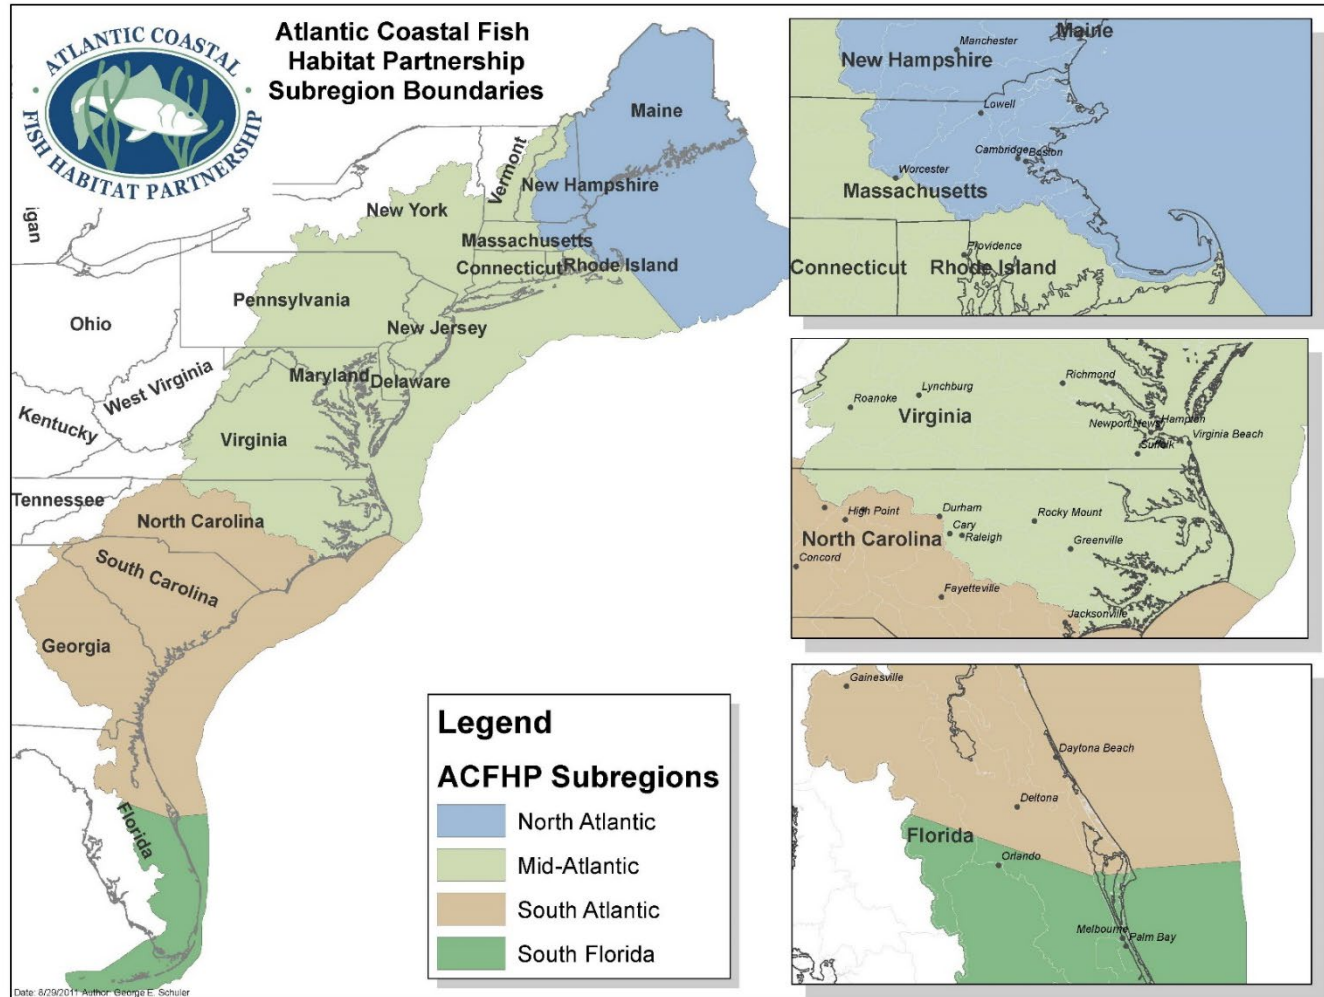 ATLANTIC COASTAL
FISH HABITAT PARTNERSHIP
Atlantic Coastal Fish
Habitat Partnership
Subregion Boundaries
Maine
Vermont
New Hampshire
igan
New York
Massachusetts
Connecticut
Rhode Island
Pennsylvania
Ohio
New Jersey
West Virginia
Maryland
Delaware
Kentucky
Virginia
Tennessee
North Carolina
South Carolina
Georgia
Florida
Legend
ACFHP Subregions
North Atlantic
Mid-Atlantic
South Atlantic
South Florida
Date: 8/29/2011 Author: George E. Schuler
Maine
Manchester
New Hampshire
Lowell
Cambridge
Boston
Worcester
Massachusetts
Providence
Connecticut
Rhode Island
Richmond
Lynchburg
Roanoke
Virginia
Hampton
Newport News
Virginia Beach
Suffolk
High Point
Durham
Rocky Mount
Cary
Raleigh
North Carolina
Greenville
Concord
Fayetteville
Jacksonville
Gainesville
Daytona Beach
Deltona
Florida
Orlando
Melbourne
Palm Bay